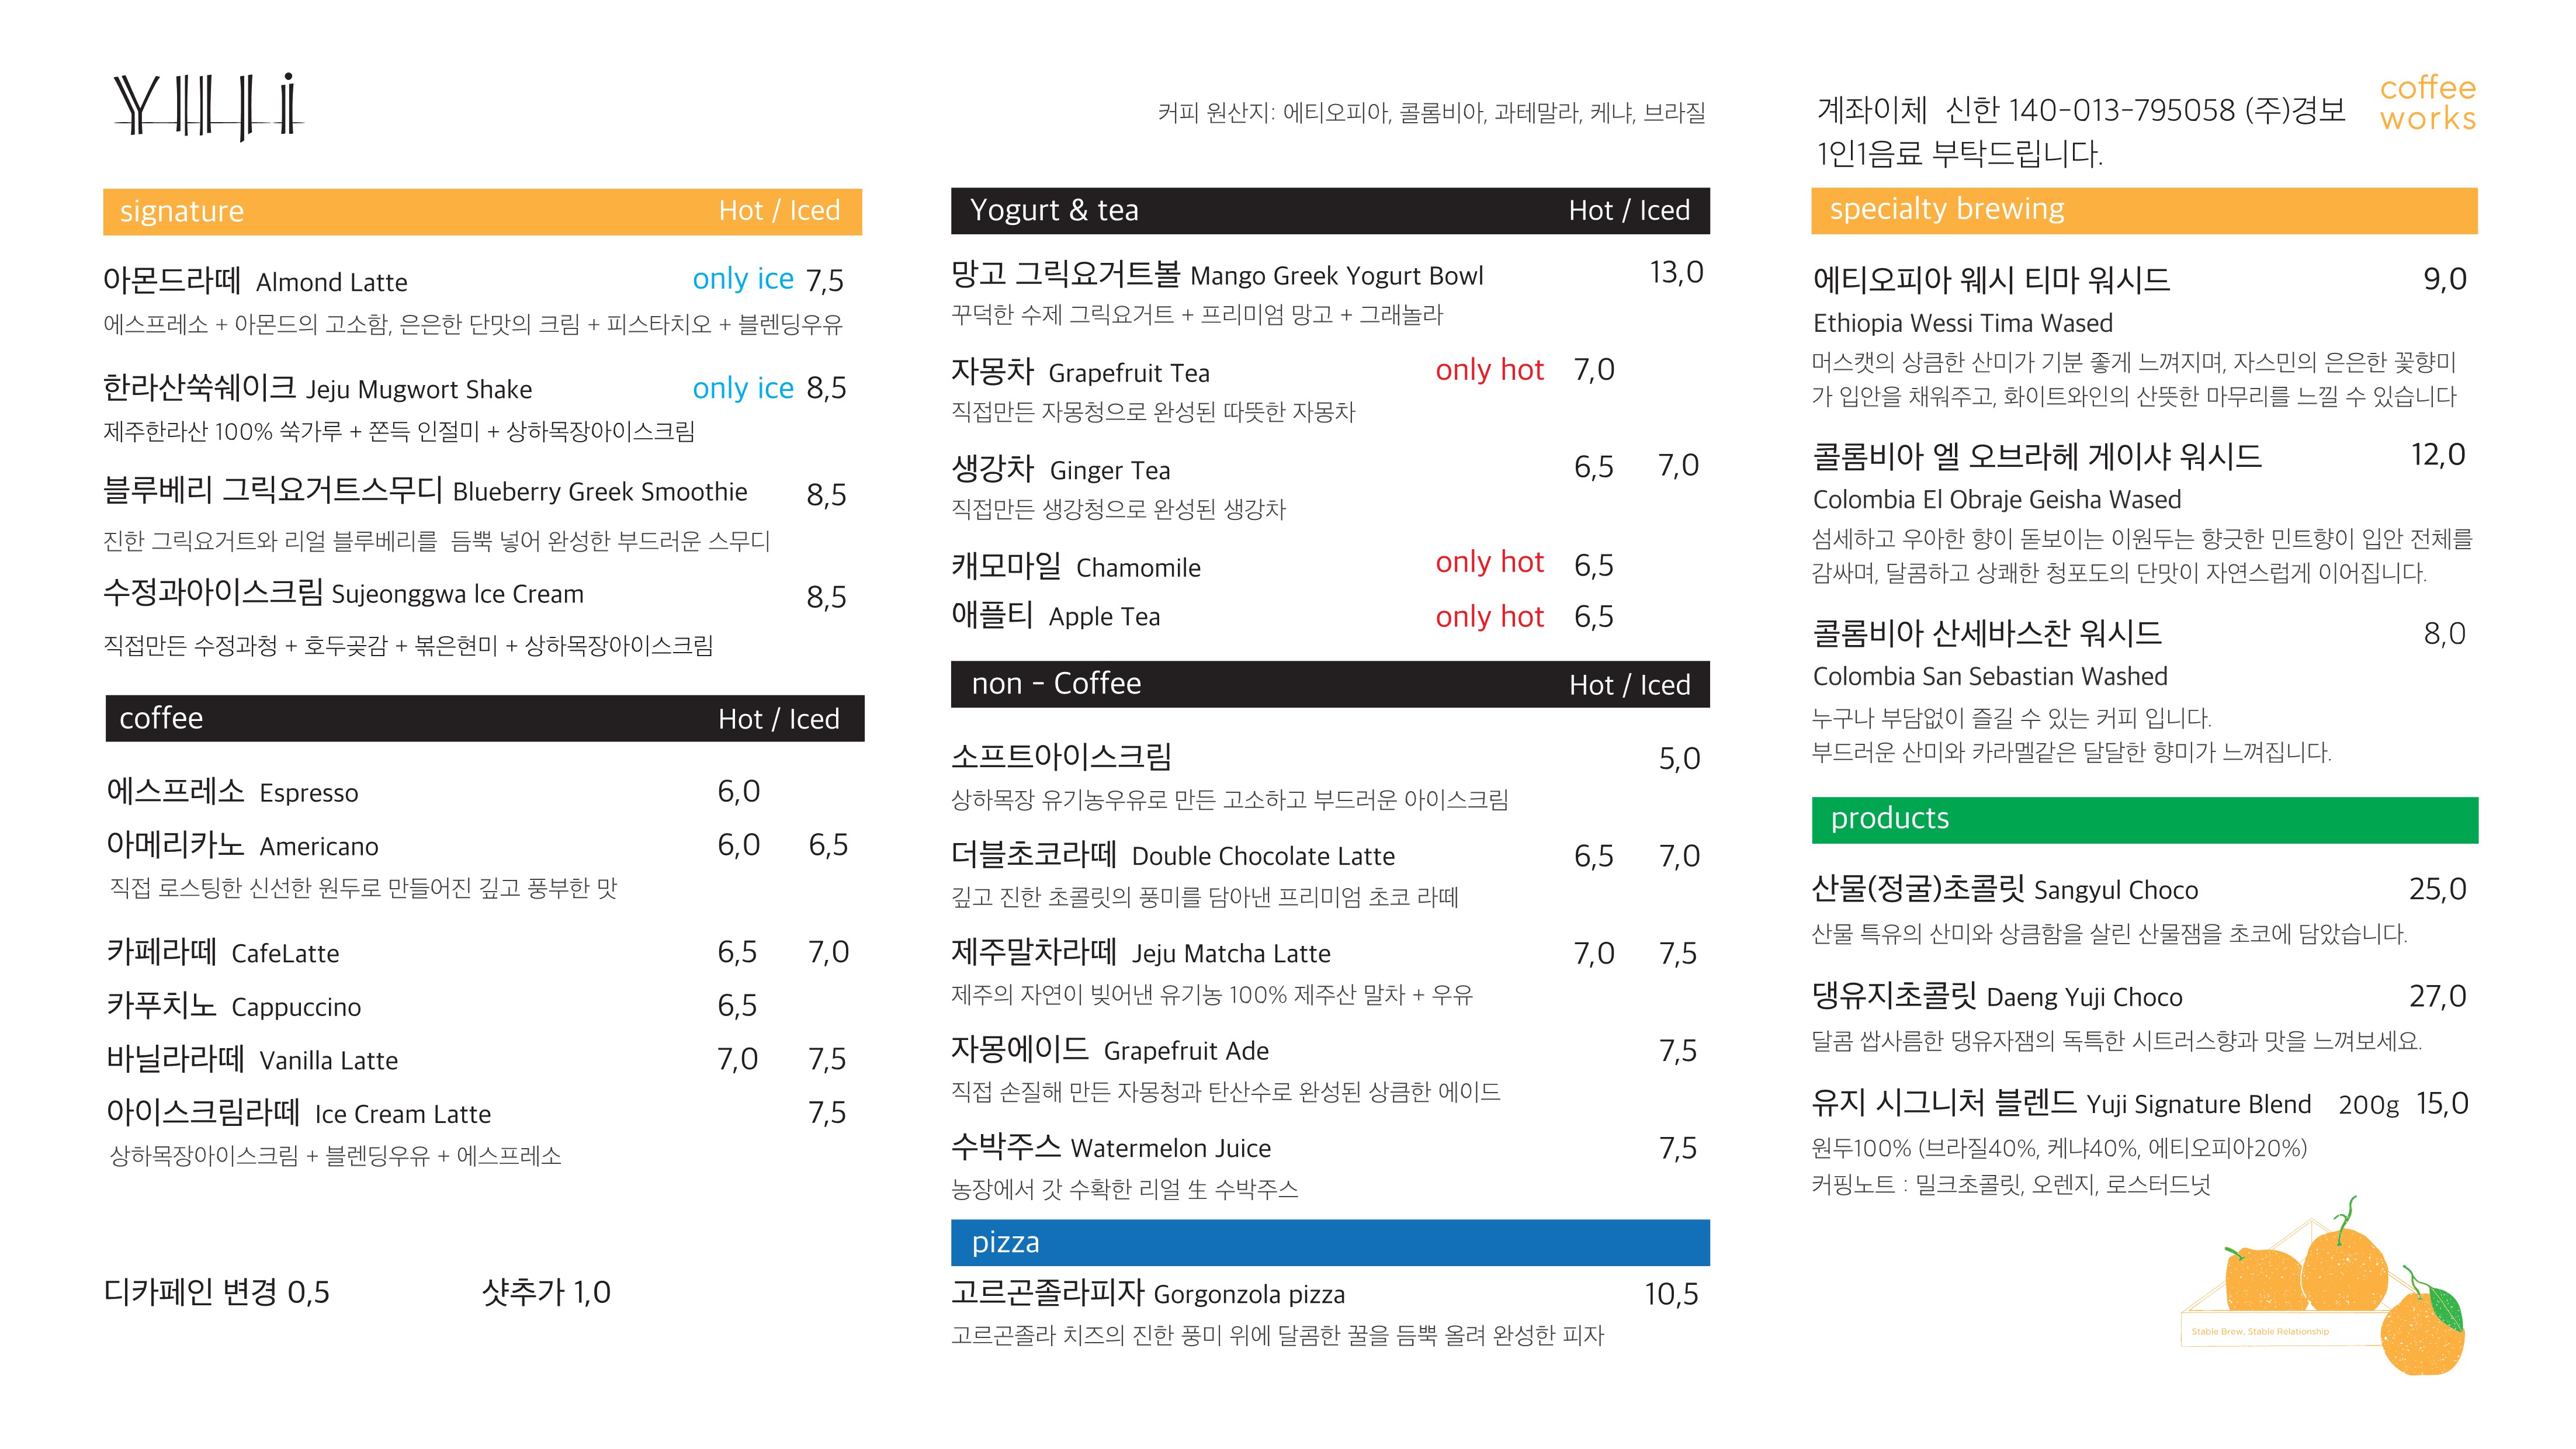 YUJi
커피 원산지: 에티오피아, 콜롬비아, 과테말라, 케냐, 브라질
계좌이체 신한 140-013-795058 (주)경보
1인1음료 부탁드립니다.
coffee
works
signature Hot / Iced
아몬드라떼 Almond Latte only ice 7,5
에스프레소 + 아몬드의 고소함, 은은한 단맛의 크림 + 피스타치오 + 블렌딩우유
한라산쑥쉐이크 Jeju Mugwort Shake only ice 8,5
제주한라산 100% 쑥가루 + 쫀득 인절미 + 상하목장아이스크림
블루베리 그릭요거트스무디 Blueberry Greek Smoothie 8,5
진한 그릭요거트와 리얼 블루베리를 듬뿍 넣어 완성한 부드러운 스무디
수정과아이스크림 Sujeonggwa Ice Cream 8,5
직접만든 수정과청 + 호두곶감 + 볶은현미 + 상하목장아이스크림
coffee Hot / Iced
에스프레소 Espresso 6,0
아메리카노 Americano 6,0 6,5
직접 로스팅한 신선한 원두로 만들어진 깊고 풍부한 맛
카페라떼 CafeLatte 6,5 7,0
카푸치노 Cappuccino 6,5
바닐라라떼 Vanilla Latte 7,0 7,5
아이스크림라떼 Ice Cream Latte 7,5
상하목장아이스크림 + 블렌딩우유 + 에스프레소
디카페인 변경 0,5 샷추가 1,0
Yogurt & tea Hot / Iced
망고 그릭요거트볼 Mango Greek Yogurt Bowl 13,0
꾸덕한 수제 그릭요거트 + 프리미엄 망고 + 그래놀라
자몽차 Grapefruit Tea only hot 7,0
직접만든 자몽청으로 완성된 따뜻한 자몽차
생강차 Ginger Tea 6,5 7,0
직접만든 생강청으로 완성된 생강차
캐모마일 Chamomile only hot 6,5
애플티 Apple Tea only hot 6,5
non - Coffee Hot / Iced
소프트아이스크림 5,0
상하목장 유기농우유로 만든 고소하고 부드러운 아이스크림
더블초코라떼 Double Chocolate Latte 6,5 7,0
깊고 진한 초콜릿의 풍미를 담아낸 프리미엄 초코 라떼
제주말차라떼 Jeju Matcha Latte 7,0 7,5
제주의 자연이 빚어낸 유기농 100% 제주산 말차 + 우유
자몽에이드 Grapefruit Ade 7,5
직접 손질해 만든 자몽청과 탄산수로 완성된 상큼한 에이드
수박주스 Watermelon Juice 7,5
농장에서 갓 수확한 리얼 生 수박주스
pizza
고르곤졸라피자 Gorgonzola pizza 10,5
고르곤졸라 치즈의 진한 풍미 위에 달콤한 꿀을 듬뿍 올려 완성한 피자
specialty brewing
에티오피아 웨시 티마 워시드 9,0
Ethiopia Wessi Tima Wased
머스캣의 상큼한 산미가 기분 좋게 느껴지며, 자스민의 은은한 꽃향미
가 입안을 채워주고, 화이트와인의 산뜻한 마무리를 느낄 수 있습니다
콜롬비아 엘 오브라헤 게이샤 워시드 12,0
Colombia El Obraje Geisha Wased
섬세하고 우아한 향이 돋보이는 이원두는 향긋한 민트향이 입안 전체를
감싸며, 달콤하고 상쾌한 청포도의 단맛이 자연스럽게 이어집니다.
콜롬비아 산세바스찬 워시드 8,0
Colombia San Sebastian Washed
누구나 부담없이 즐길 수 있는 커피 입니다.
부드러운 산미와 카라멜같은 달달한 향미가 느껴집니다.
products
산물(정귤)초콜릿 Sangyul Choco 25,0
산물 특유의 산미와 상큼함을 살린 산물잼을 초코에 담았습니다.
댕유지초콜릿 Daeng Yuji Choco 27,0
달콤 쌉사름한 댕유자잼의 독특한 시트러스향과 맛을 느껴보세요.
유지 시그니처 블렌드 Yuji Signature Blend 200g 15,0
원두100% (브라질40%, 케냐40%, 에티오피아20%)
커핑노트 : 밀크초콜릿, 오렌지, 로스터드넛
Stable Brew, Stable Relationship